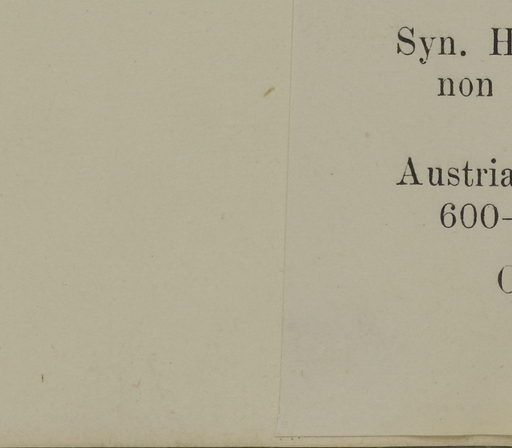 Syn. H
non
Austria
600-